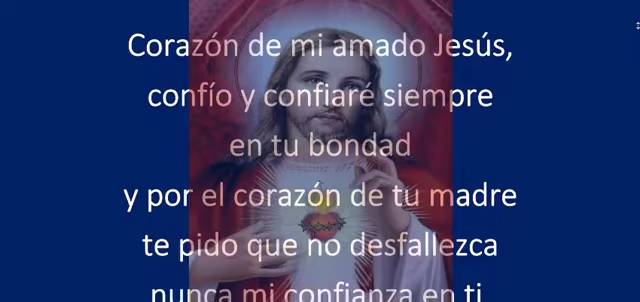 Corazón de mi amado Jesús,
confío y confiaré siempre
en tu bondad
y por el corazón de tu madre
te pido que no desfallezca
nunca mi confianza en ti